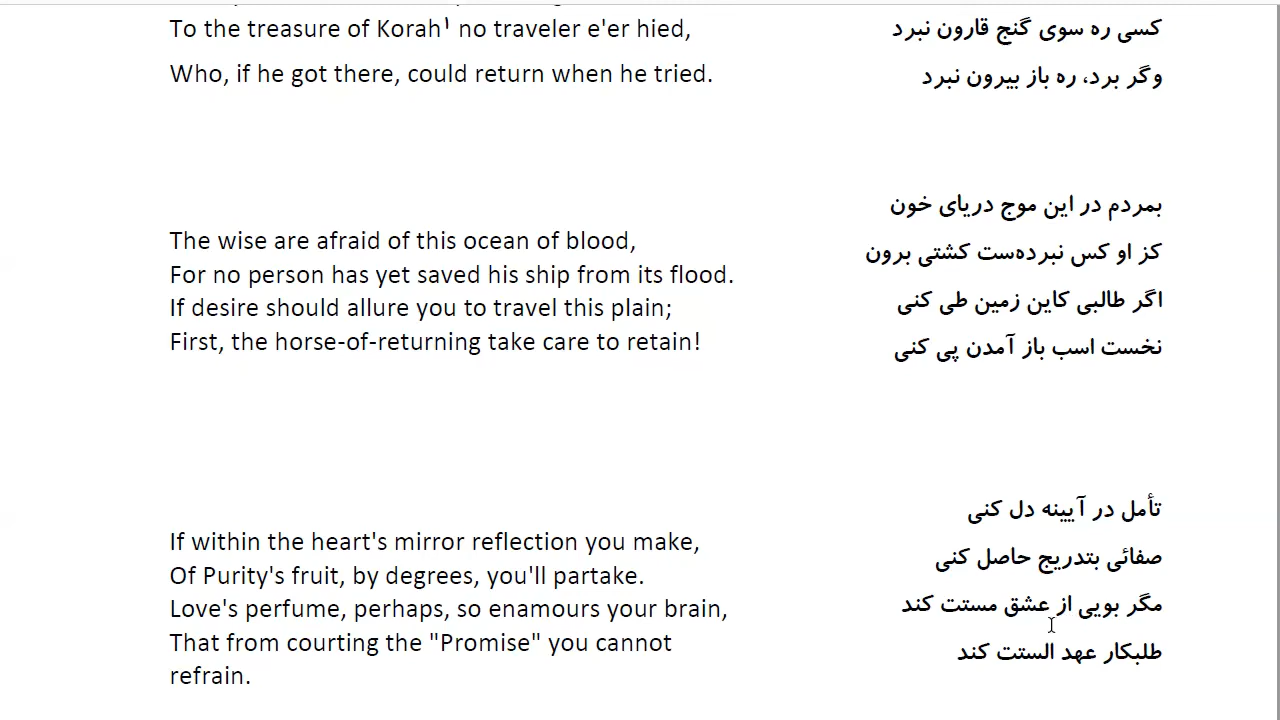 To the treasure of Korah۱ no traveler e'er hied,
Who, if he got there, could return when he tried.
کسی ره سوی گنج قارون نبرد
وگر برد، ره باز بیرون نبرد
The wise are afraid of this ocean of blood,
For no person has yet saved his ship from its flood.
If desire should allure you to travel this plain;
First, the horse-of-returning take care to retain!
بمردم در این موج دریای خون
کز او کس نبرده‌ست کشتی برون
اگر طالبی کاین زمین طی کنی
نخست اسب باز آمدن پی کنی
If within the heart's mirror reflection you make,
Of Purity's fruit, by degrees, you'll partake.
Love's perfume, perhaps, so enamours your brain,
That from courting the "Promise" you cannot
refrain.
تأمل در آیینه دل کنی
صفائی بتدریج حاصل کنی
مگر بویی از عشق مستت کند
طلبکار عهد الستت کند